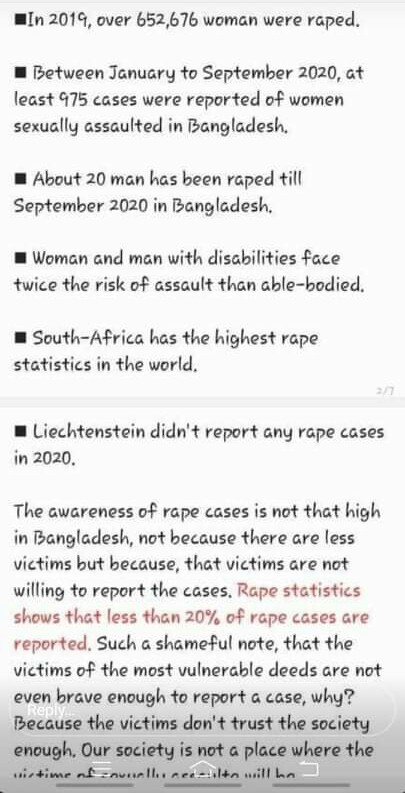 ■In 2019, over 652,676 woman were raped.
■ Between January to September 2020, at
least 975 cases were reported of women
sexually assaulted in Bangladesh.
■ About 20 man has been raped till
September 2020 in Bangladesh.
■ Woman and man with disabilities face
twice the risk of assault than able-bodied.
■ South-Africa has the highest rape
statistics in the world.
2/7
■ Liechtenstein didn't report any rape cases
in 2020.
The awareness of rape cases is not that high
in Bangladesh, not because there are less
victims but because, that victims are not
willing to report the cases. Rape statistics
shows that less than 20% of rape cases are
reported. Such a shameful note, that the
victims of the most vulnerable deeds are not
even brave enough to report a case, why?
Reply...
Because the victims don't trust the society
enough. Our society is not a place where the
victims of sexually will be